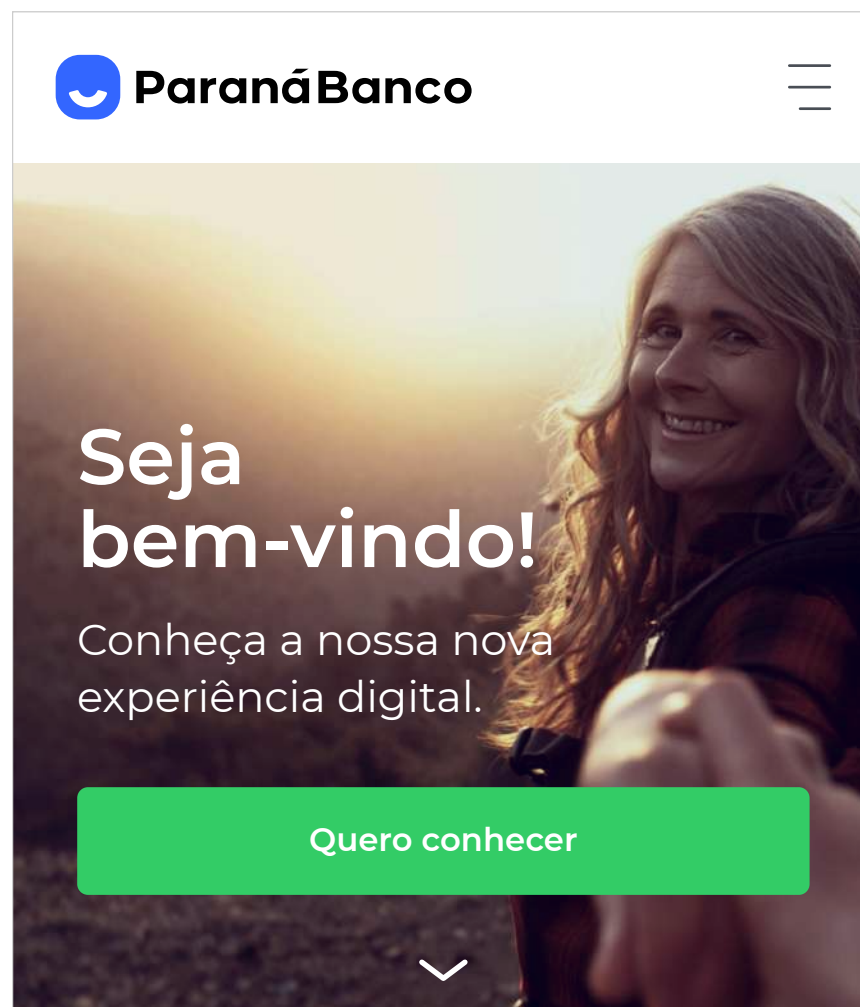 ParanáBanco
Seja
bem-vindo!
Conheça a nossa nova
experiência digital.
Quero conhecer